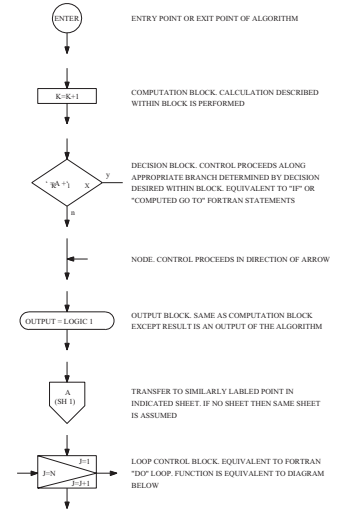 ENTER
ENTRY POINT OR EXIT POINT OF ALGORITHM
K=K+1
COMPUTATION BLOCK. CALCULATION DESCRIBED
WITHIN BLOCK IS PERFORMED
DECISION BLOCK. CONTROL PROCEEDS ALONG
y
APPROPRIATE BRANCH DETERMINED BY DECISION
X
DESIRED WITHIN BLOCK. EQUIVALENT TO "IF" OR
"COMPUTED GO TO" FORTRAN STATEMENTS
n
NODE. CONTROL PROCEEDS IN DIRECTION OF ARROW
OUTPUT = LOGIC 1
OUTPUT BLOCK. SAME AS COMPUTATION BLOCK
EXCEPT RESULT IS AN OUTPUT OF THE ALGORITHM
A
(SH 1)
TRANSFER TO SIMILARLY LABLED POINT IN
INDICATED SHEET. IF NO SHEET THEN SAME SHEET
IS ASSUMED
J=1
J=N
J=J+1
LOOP CONTROL BLOCK. EQUIVALENT TO FORTRAN
"DO" LOOP. FUNCTION IS EQUIVALENT TO DIAGRAM
BELOW